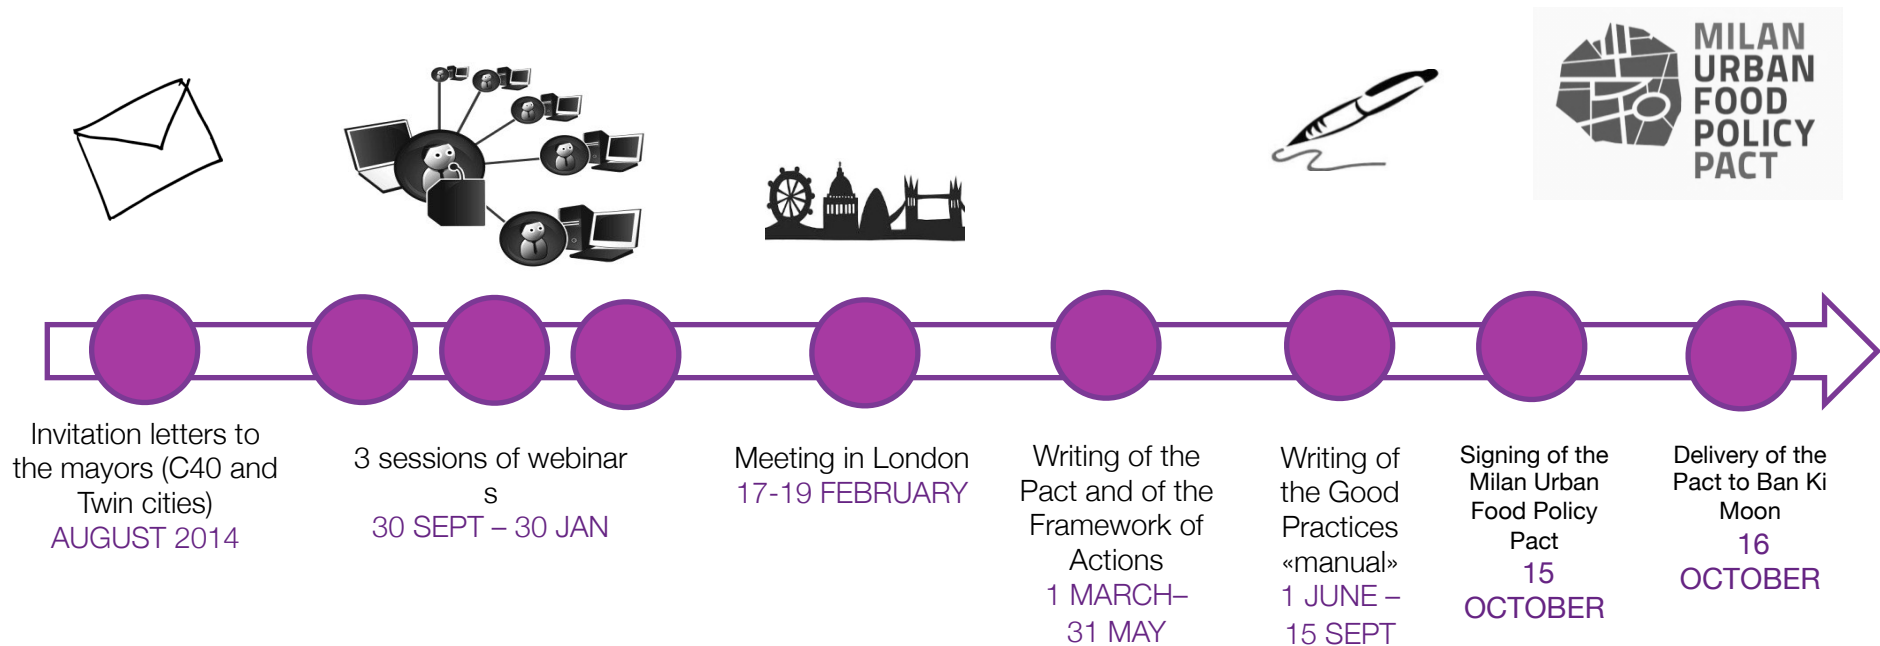 MILAN
URBAN
FOOD
POLICY
PACT
Invitation letters to
the mayors (C40 and
Twin cities)
AUGUST 2014
3 sessions of webinar
s
30 SEPT – 30 JAN
Meeting in London
17-19 FEBRUARY
Writing of the
Pact and of the
Framework of
Actions
1 MARCH–
31 MAY
Writing of
the Good
Practices
«manual»
1 JUNE –
15 SEPT
Signing of the
Milan Urban
Food Policy
Pact
15
OCTOBER
Delivery of the
Pact to Ban Ki
Moon
16
OCTOBER